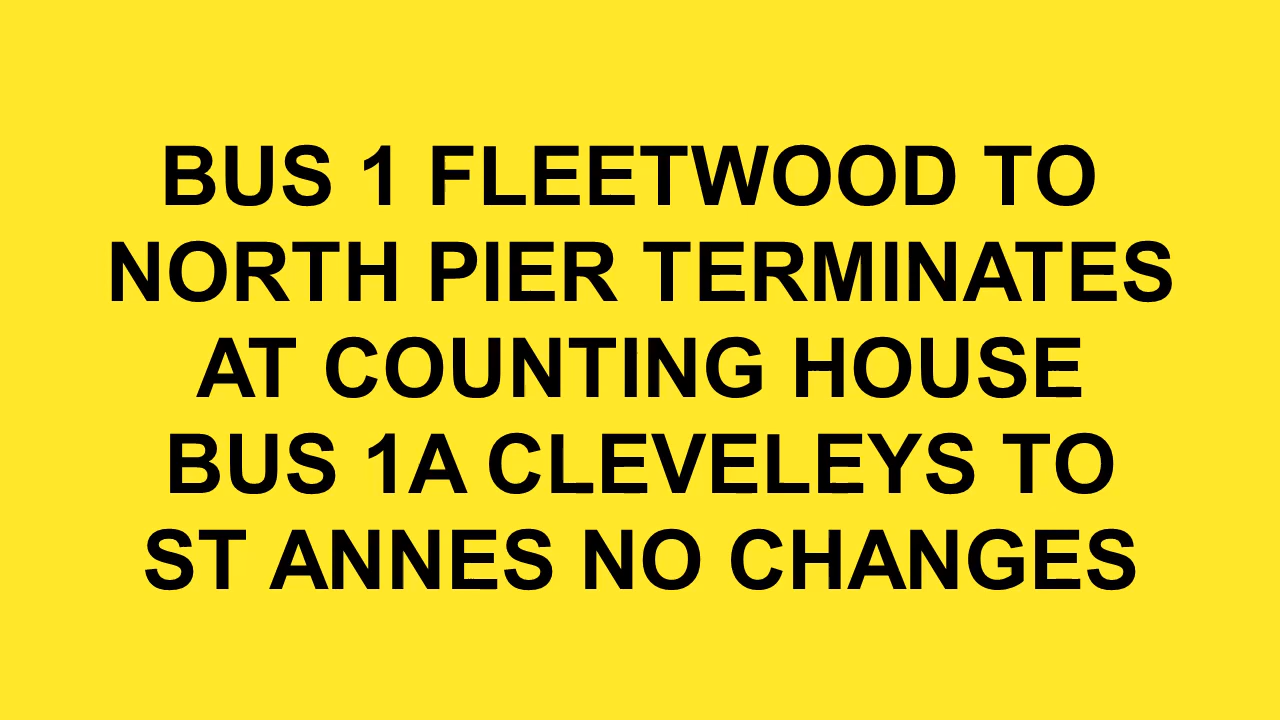 BUS 1 FLEETWOOD TO
NORTH PIER TERMINATES
AT COUNTING HOUSE
BUS 1A CLEVELEYS TO
ST ANNES NO CHANGES